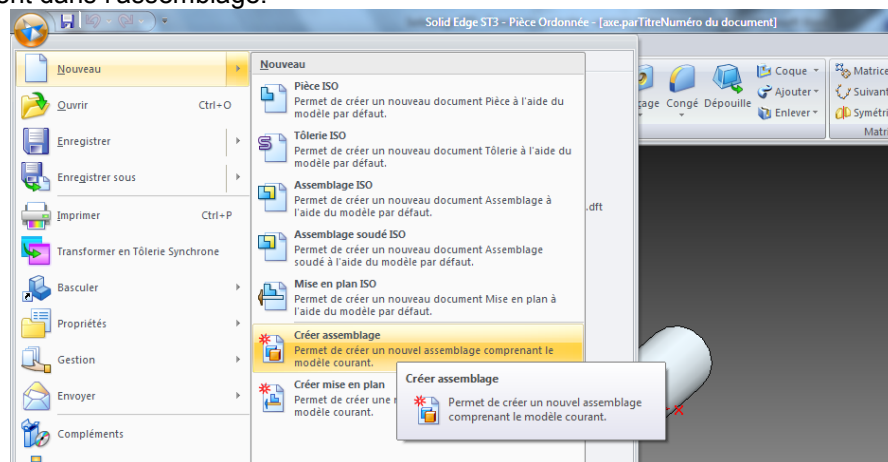 ont dans l'assemblage.
Solid Edge ST3 - Pièce Ordonnée - [axe.parTitreNuméro du document]
Nouveau
Ouvrir Ctrl+O
Enregistrer
Enregistrer sous
Imprimer Ctrl+P
Transformer en Tôlerie Synchrone
Basculer
Propriétés
Gestion
Envoyer
Compléments
Nouveau
Pièce ISO
Permet de créer un nouveau document Pièce à l'aide du
modèle par défaut.
Tôlerie ISO
Permet de créer un nouveau document Tôlerie à l'aide du
modèle par défaut.
Assemblage ISO
Permet de créer un nouveau document Assemblage à
l'aide du modèle par défaut.
Assemblage soudé ISO
Permet de créer un nouveau document Assemblage
soudé à l'aide du modèle par défaut.
Mise en plan ISO
Permet de créer un nouveau document Mise en plan à
l'aide du modèle par défaut.
Créer assemblage
Permet de créer un nouvel assemblage comprenant le
modèle courant.
Créer mise en plan
Permet de créer une
modèle courant.
Créer assemblage
Permet de créer un nouvel assemblage
comprenant le modèle courant.
.dft
Congé Dépouille
Coque
Ajouter
Enlever
Matrice
Suivant
Symétri
Matri